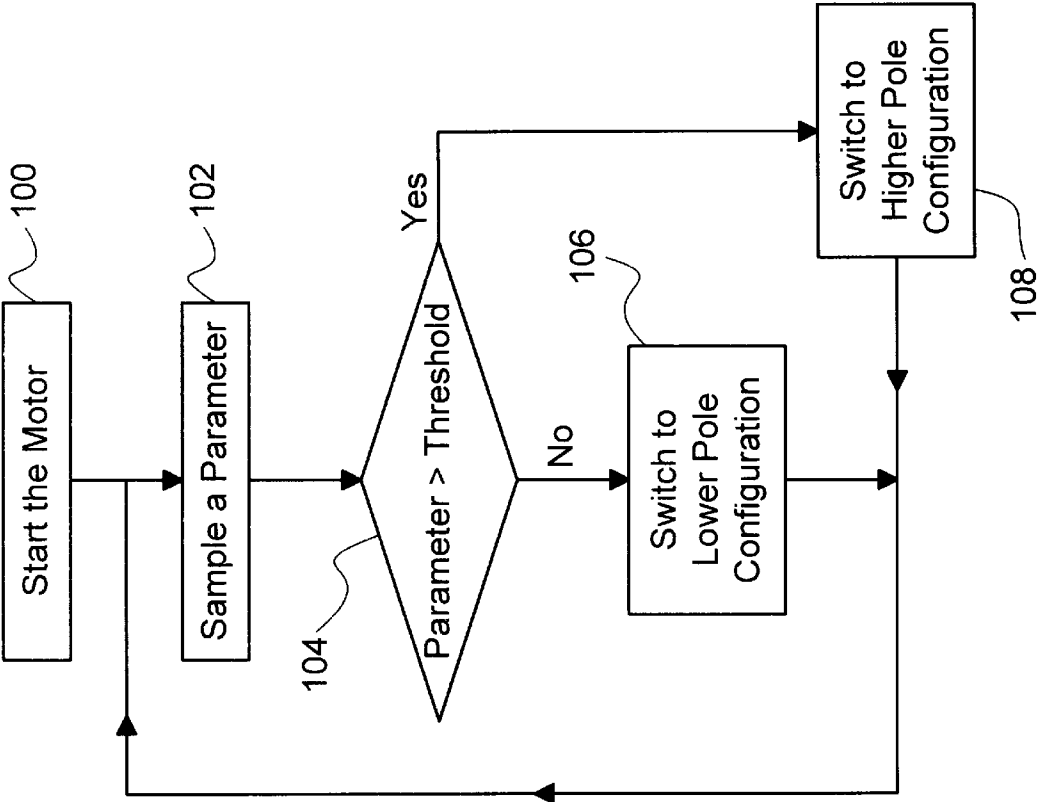 Start the Motor
100
Sample a Parameter
102
Parameter > Threshold
104
Yes
No
Switch to
Lower Pole
Configuration
106
Switch to
Higher Pole
Configuration
108